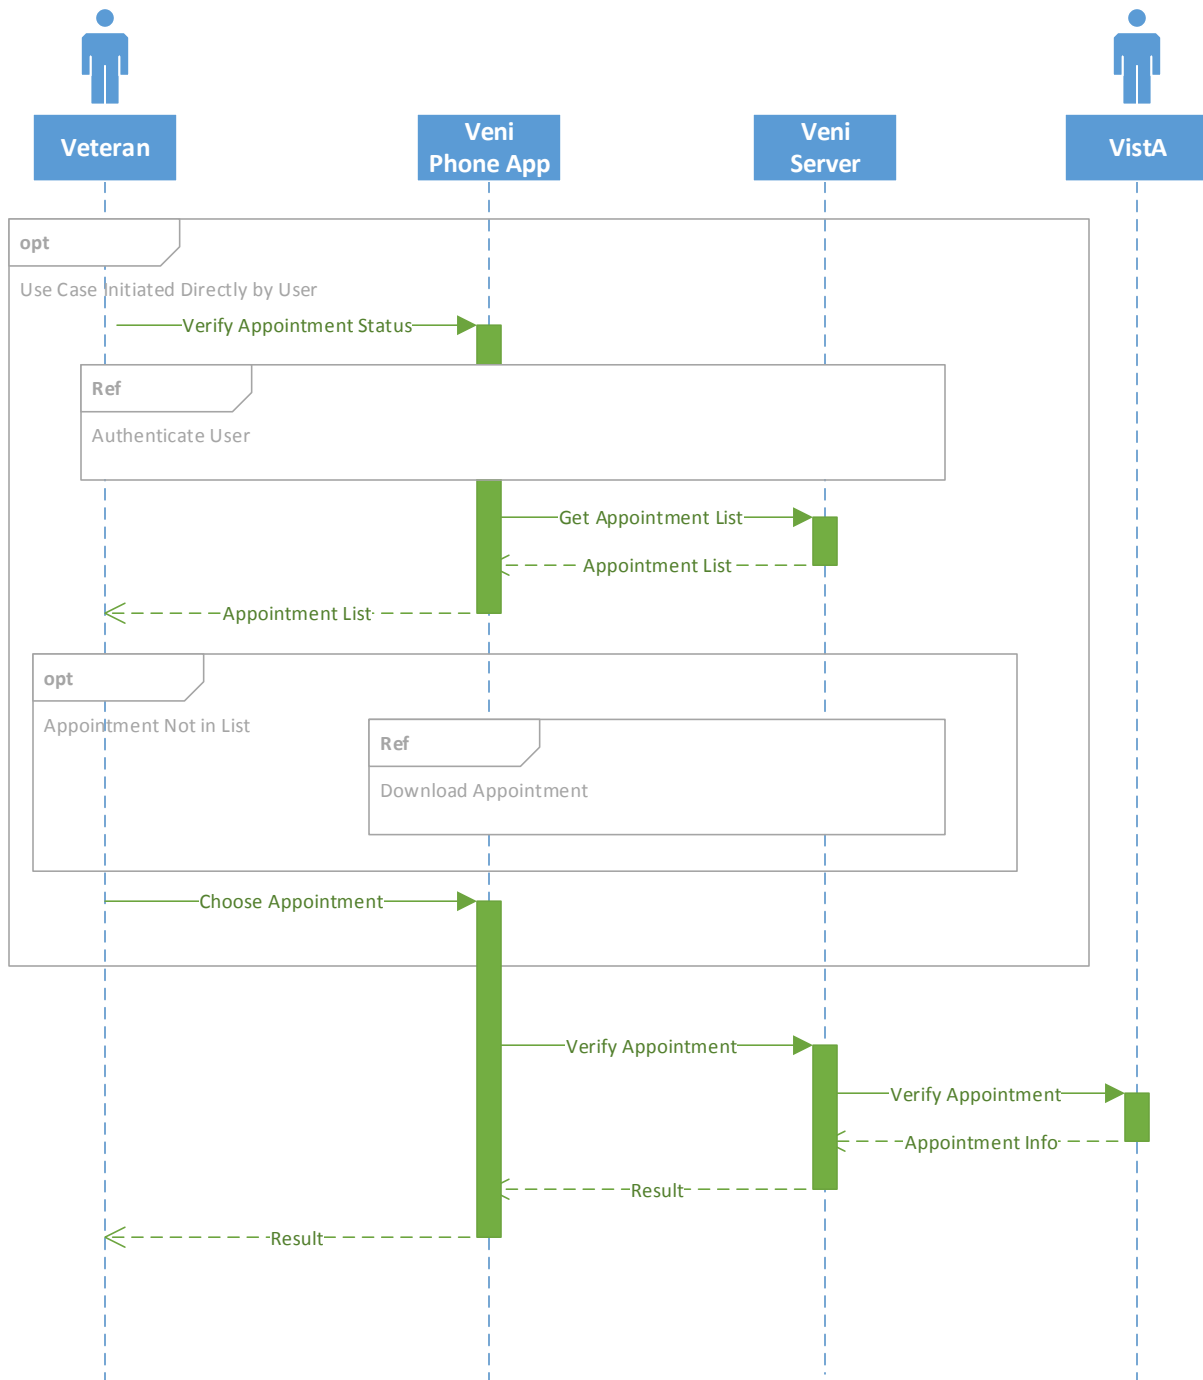 Veteran
Veni
Phone App
Veni
Server
VistA
opt
Use Case Initiated Directly by User
Verify Appointment Status
Ref
Authenticate User
Get Appointment List
Appointment List
Appointment List
opt
Appointment Not in List
Ref
Download Appointment
Choose Appointment
Verify Appointment
Verify Appointment
Appointment Info
Result
Result